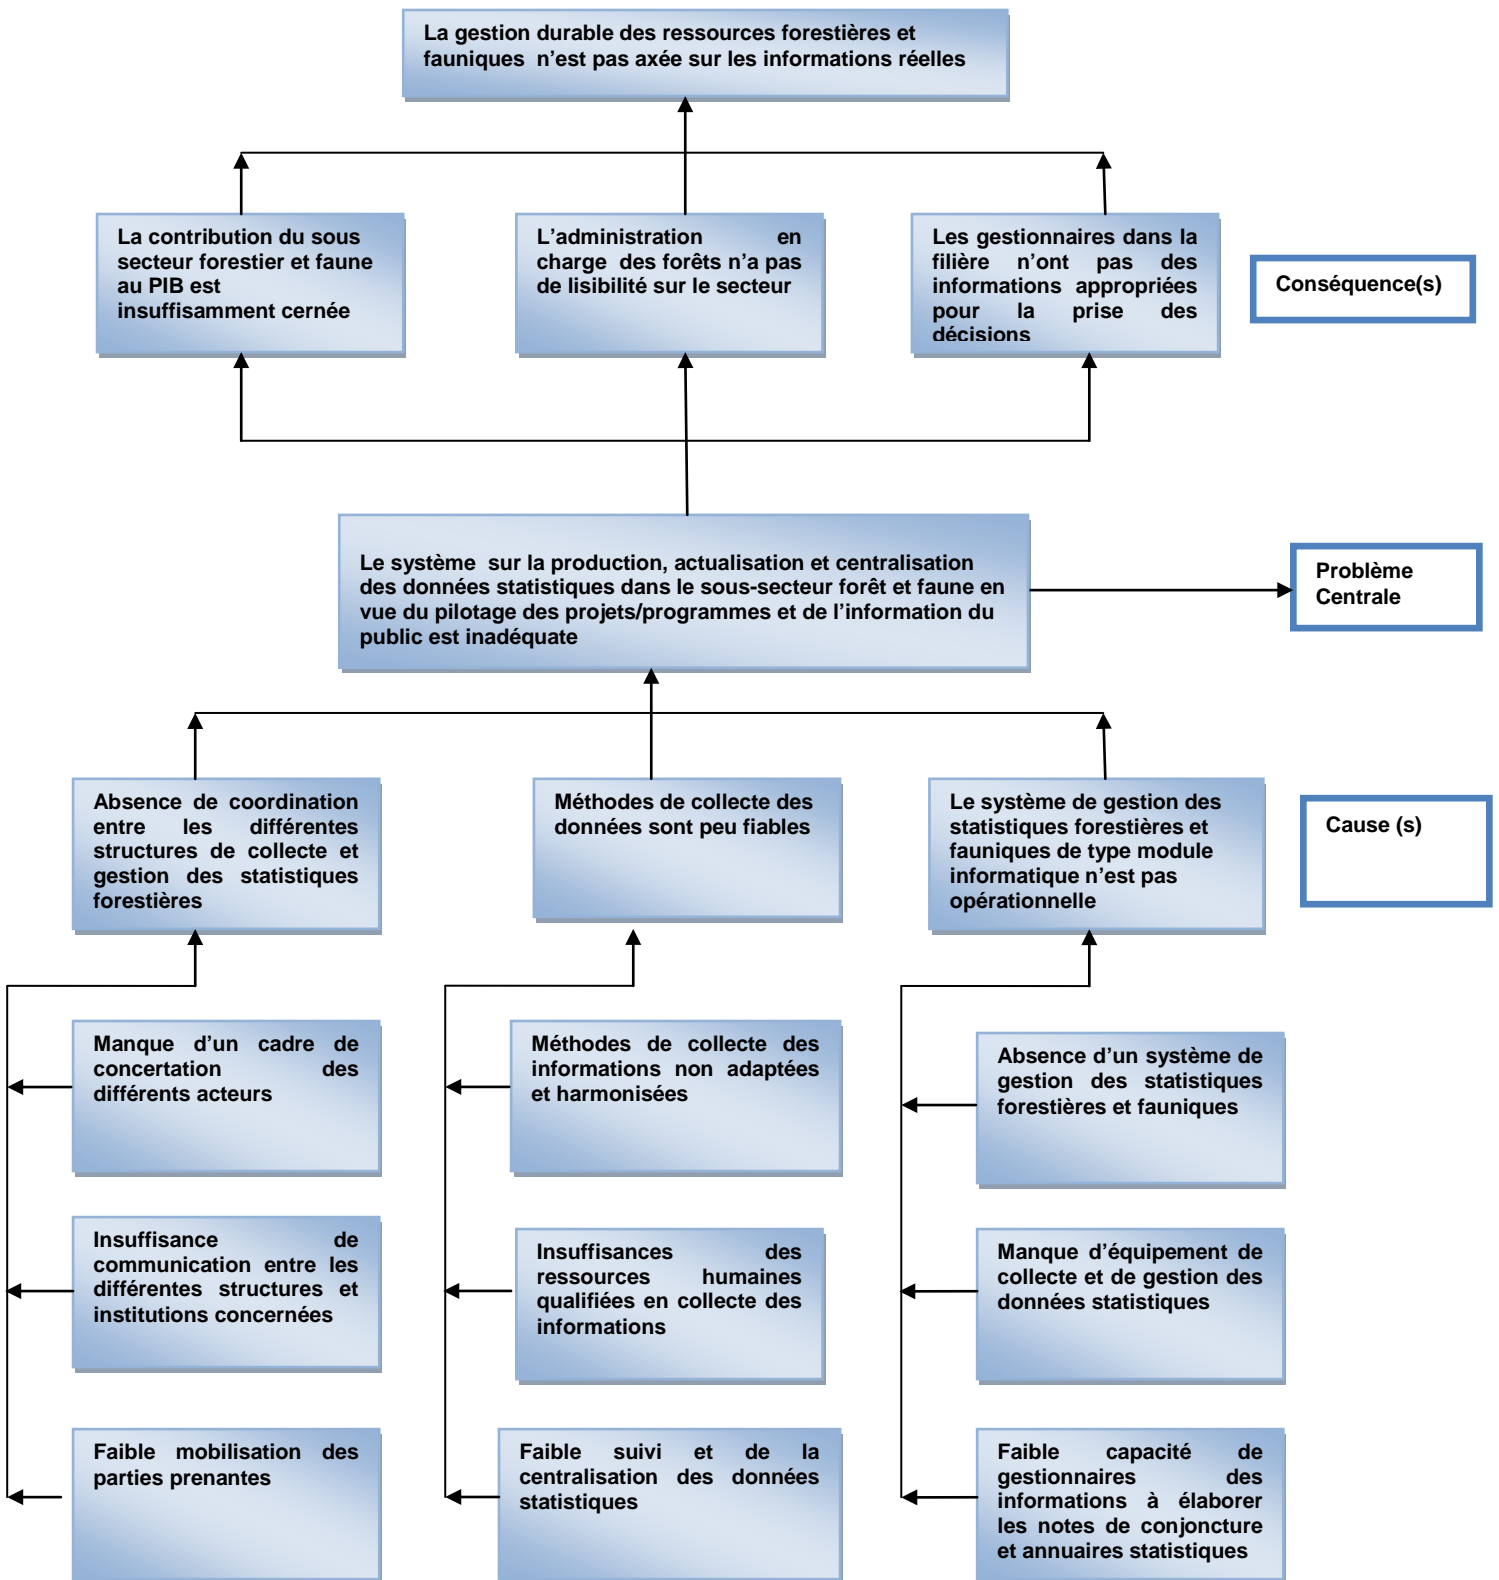 La gestion durable des ressources forestières et
fauniques n'est pas axée sur les informations réelles
La contribution du sous
secteur forestier et faune
au PIB est
insuffisamment cernée
L'administration en
charge des forêts n'a pas
de lisibilité sur le secteur
Les gestionnaires dans la
filière n'ont pas des
informations appropriées
pour la prise des
décisions
Conséquence(s)
Le système sur la production, actualisation et centralisation
des données statistiques dans le sous-secteur forêt et faune en
vue du pilotage des projets/programmes et de l'information du
public est inadéquate
Problème
Centrale
Absence de coordination
entre les différentes
structures de collecte et
gestion des statistiques
forestières
Méthodes de collecte des
données sont peu fiables
Le système de gestion des
statistiques forestières et
fauniques de type module
informatique n'est pas
opérationnelle
Cause (s)
Manque d'un cadre de
concertation des
différents acteurs
Méthodes de collecte des
informations non adaptées
et harmonisées
Absence d'un système de
gestion des statistiques
forestières et fauniques
Insuffisance de
communication entre les
différentes structures et
institutions concernées
Insuffisances des
ressources humaines
qualifiées en collecte des
informations
Manque d'équipement de
collecte et de gestion des
données statistiques
Faible mobilisation des
parties prenantes
Faible suivi et de la
centralisation des données
statistiques
Faible capacité de
gestionnaires des
informations à élaborer
les notes de conjoncture
et annuaires statistiques